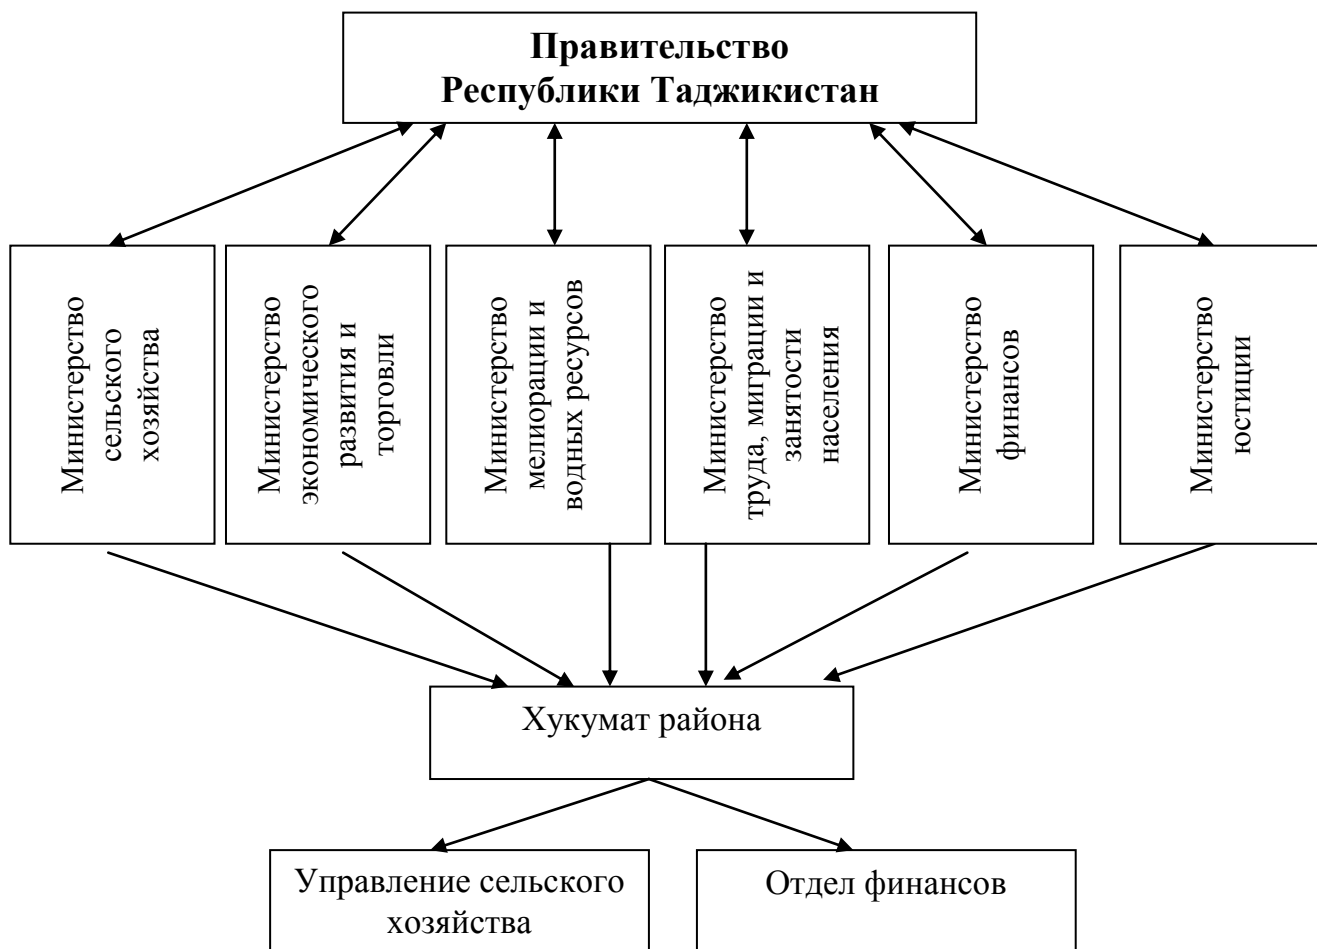 Правительство
Республики Таджикистан
Министерство
сельского
хозяйства
Министерство
экономического
развития и
торговли
Министерство
мелиорации и
водных ресурсов
Министерство
труда, миграции и
занятости
населения
Министерство
финансов
Министерство
юстиции
Хукумат района
Управление сельского
хозяйства
Отдел финансов